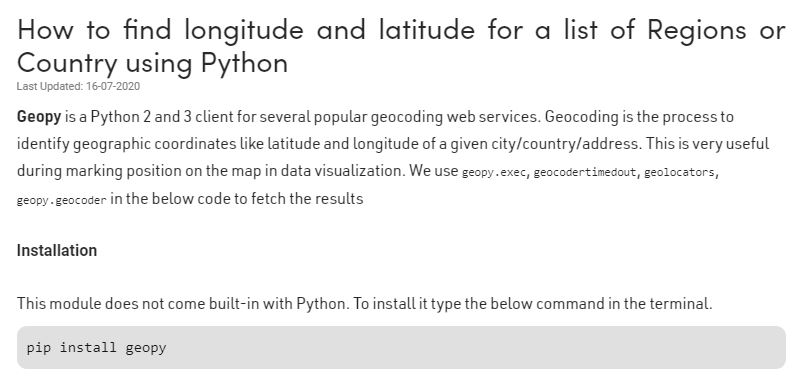 How to find longitude and latitude for a list of Regions or
Country using Python
Last Updated: 16-07-2020
Geopy is a Python 2 and 3 client for several popular geocoding web services. Geocoding is the process to
identify geographic coordinates like latitude and longitude of a given city/country/address. This is very useful
during marking position on the map in data visualization. We use geopy.exec, geocodertimedout, geolocators,
geopy.geocoder in the below code to fetch the results
Installation
This module does not come built-in with Python. To install it type the below command in the terminal.
pip install geopy